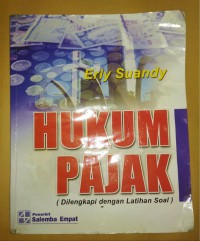 Erly Suandy
HUKUM
PAJAK
( Dilengkapi dengan Latihan Soal )
Penerbit
Salemba Empat